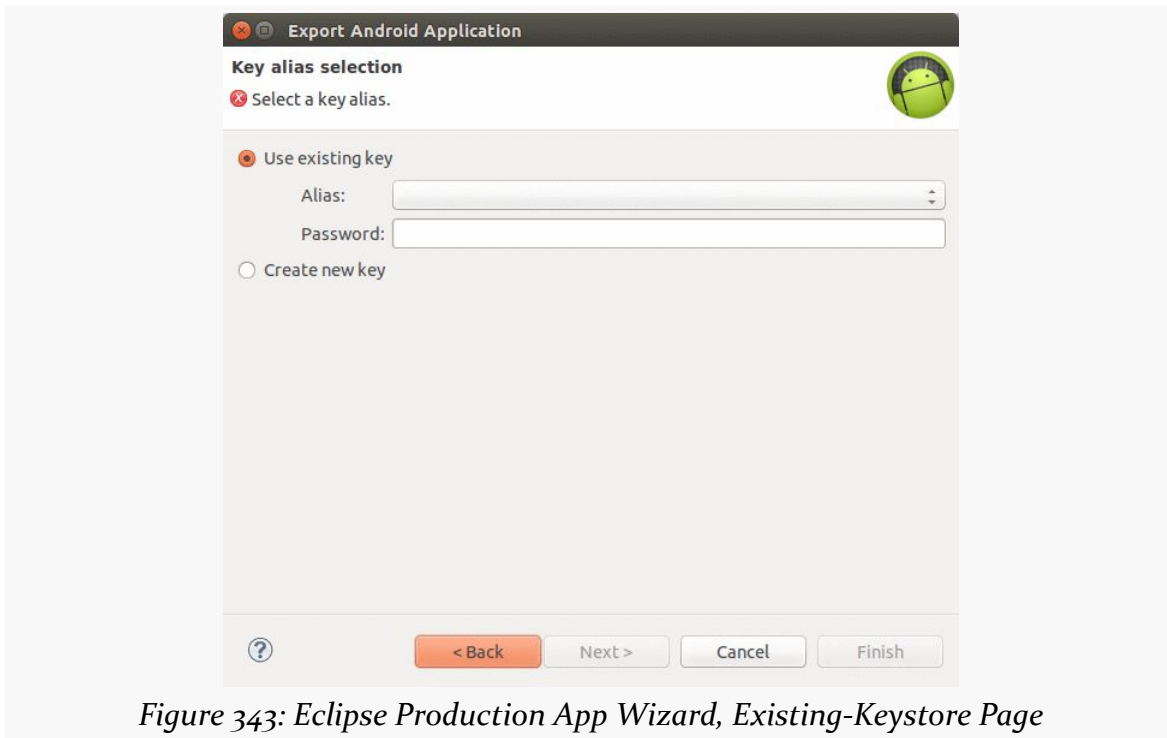 Export Android Application
Key alias selection
Select a key alias.
Use existing key
Alias:
Password:
Create new key
? < Back Next > Cancel Finish
Figure 343: Eclipse Production App Wizard, Existing-Keystore Page